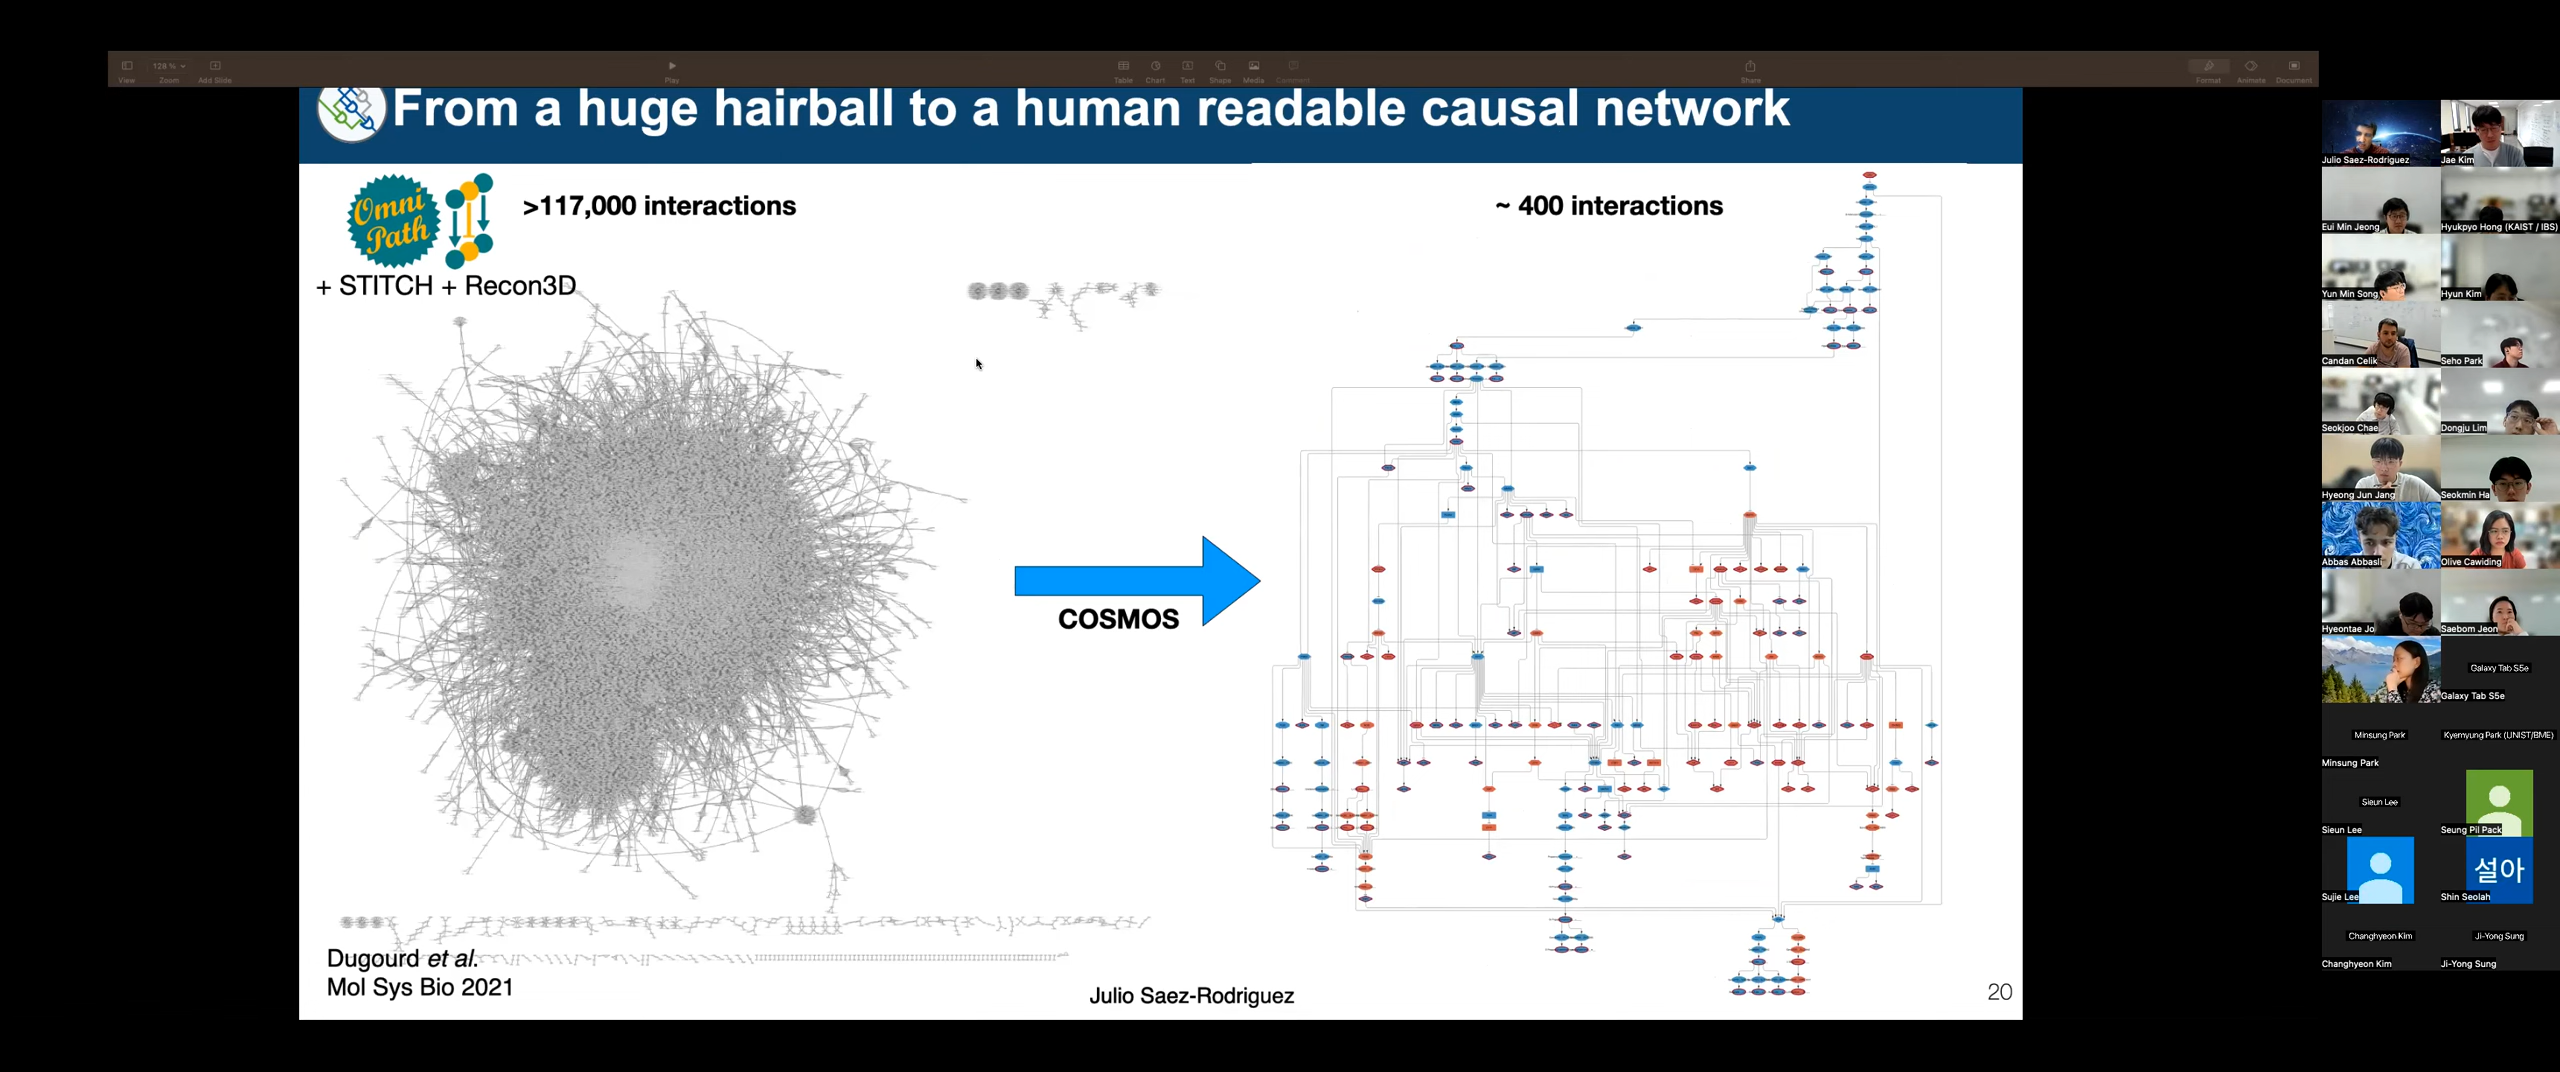 View
128 %
Zoom
Add Slide
Play
Table
Chart
Text
Shape
Media
Comment
Share
Format
Animate
Document
From a huge hairball to a human readable causal network
Omni
Path
>117,000 interactions
+ STITCH + Recon3D
~ 400 interactions
COSMOS
Dugourd et al.
Mol Sys Bio 2021
Julio Saez-Rodriguez
20
Julio Saez-Rodriguez
Jae Kim
Eui Min Jeong
Hyukpyo Hong (KAIST / IBS)
Yun Min Song
Hyun Kim
Candan Celik
Seho Park
Seokjoo Chae
Dongju Lim
Hyeong Jun Jang
Seokmin Ha
Abbas Abbasli
Olive Cawiding
Hyeontae Jo
Saebom Jeon
Galaxy Tab S5e
Galaxy Tab S5e
Minsung Park
Kyemyung Park (UNIST/BME)
Minsung Park
Sieun Lee
Sieun Lee
Seung Pil Pack
설아
Sujie Lee
Shin Seolah
Changhyeon Kim
Ji-Yong Sung
Changhyeon Kim
Ji-Yong Sung